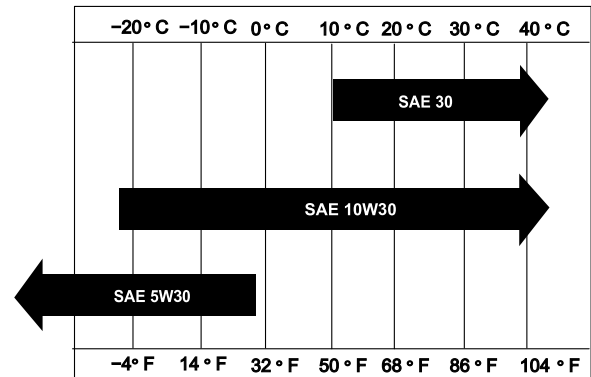 −20° C −10° C 0° C 10° C 20° C 30° C 40° C
SAE 30
SAE 10W30
SAE 5W30
−4° F 14° F 32° F 50° F 68° F 86° F 104° F